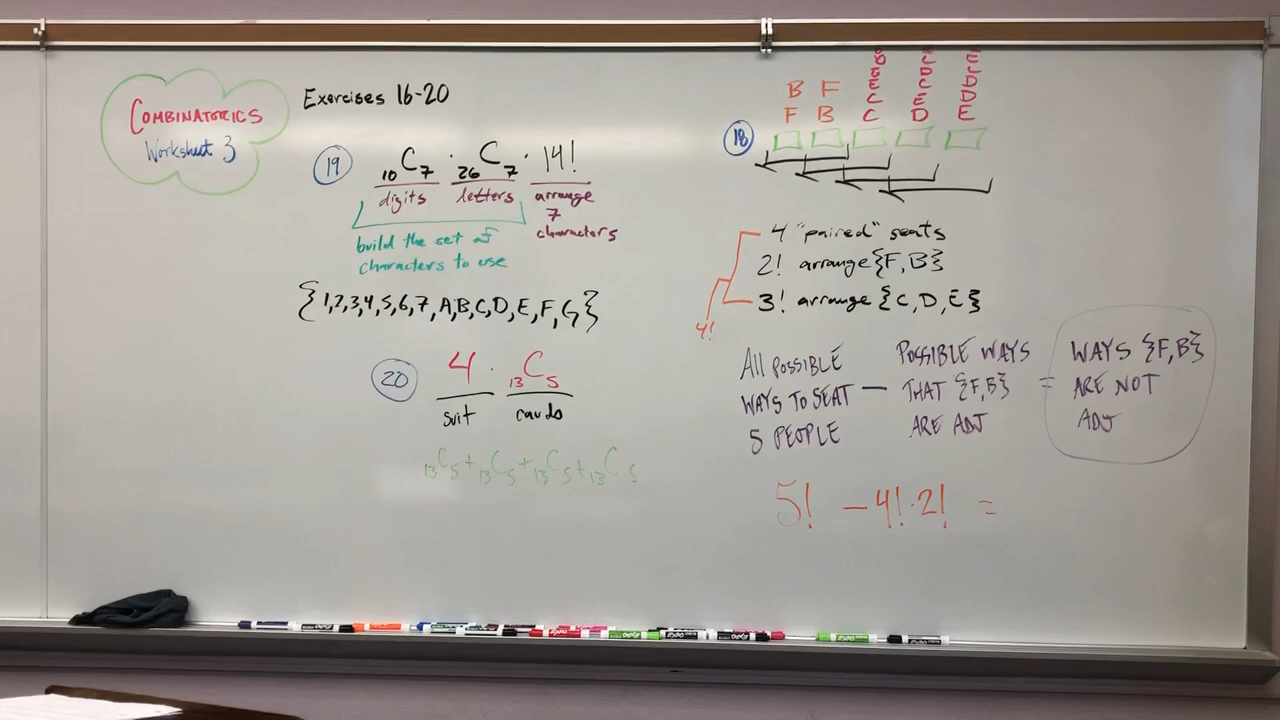 COMBINATORICS
Worksheet 3
Exercises 16-20
19
10C7 · 26C7 · 14!
digits letters arrange
7
characters
build the set of
characters to use
{1,2,3,4,5,6,7,A,B,C,D,E,F,G}
20
4 · 13C5
suit cards
13C5 + 13C5 + 13C5 + 13C5
18
B F
F B C D E
4 "paired" seats
2! arrange {F,B}
3! arrange {C,D,E}
4!
All POSSIBLE
WAYS TO SEAT
5 PEOPLE
—
POSSIBLE WAYS
THAT {F,B}
ARE ADJ
=
WAYS {F,B}
ARE NOT
ADJ
5! - 4!·2! =